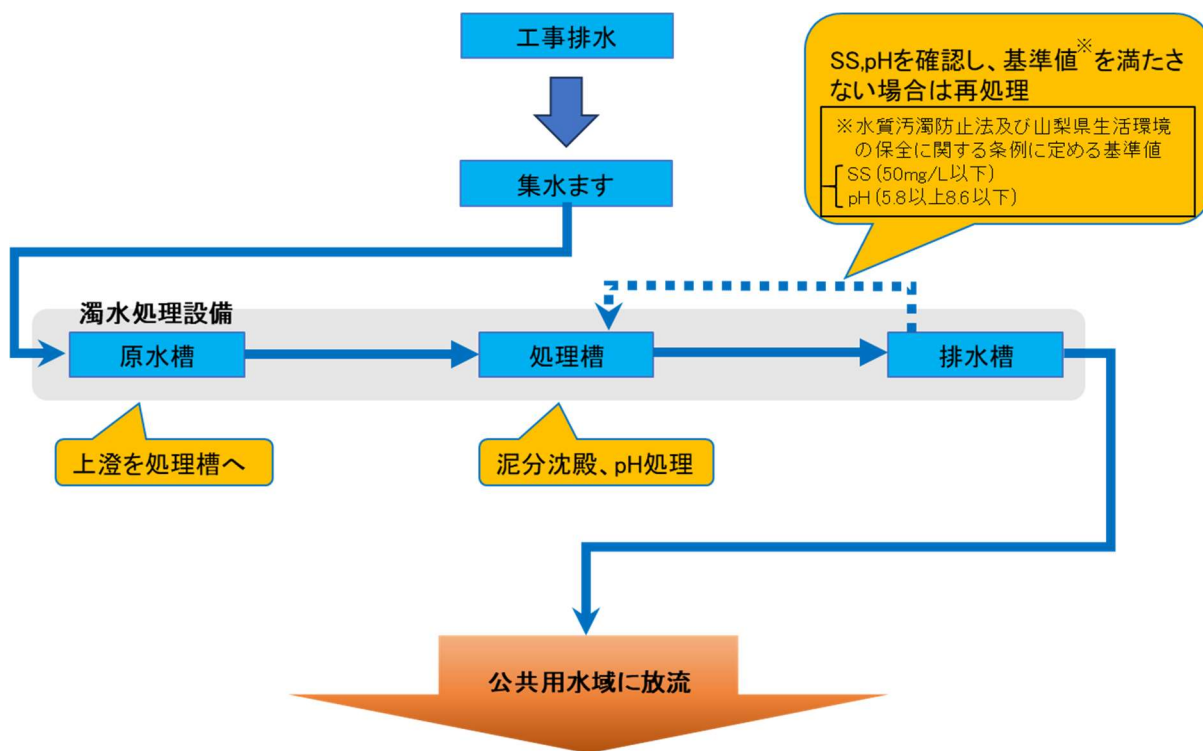 工事排水
SS,pHを確認し、基準値※を満たさ
ない場合は再処理
※水質汚濁防止法及び山梨県生活環境
の保全に関する条例に定める基準値
SS(50mg/L以下)
pH(5.8以上8.6以下)
集水ます
濁水処理設備
原水槽
処理槽
排水槽
上澄を処理槽へ
泥分沈殿、pH処理
公共用水域に放流